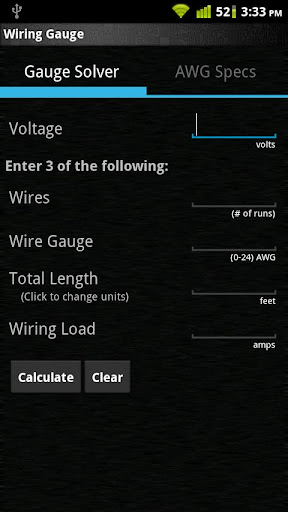 52 3:33 PM
Wiring Gauge
Gauge Solver AWG Specs
Voltage
volts
Enter 3 of the following:
Wires
(# of runs)
Wire Gauge
(0-24) AWG
Total Length
(Click to change units)
feet
Wiring Load
amps
Calculate Clear